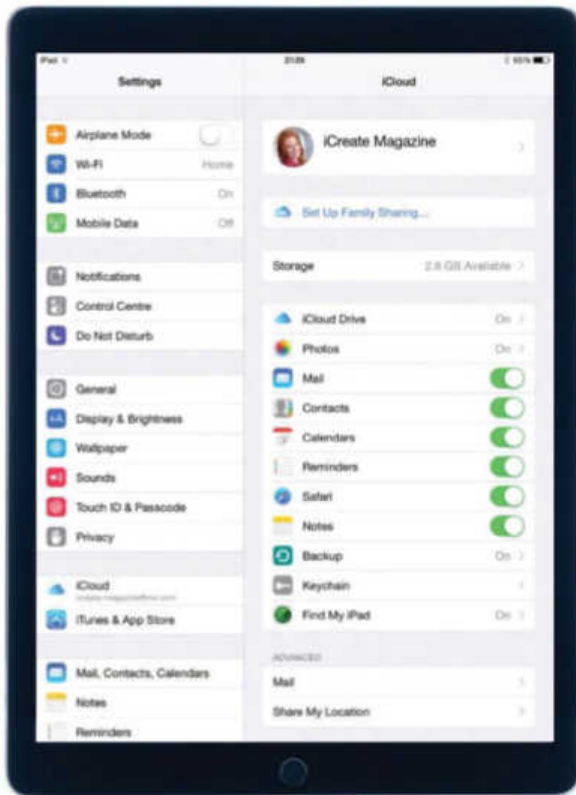 iPad
21:29
Settings
iCloud
Airplane Mode
Wi-Fi
Home
Bluetooth
On
Mobile Data
Off
Notifications
Control Centre
Do Not Disturb
General
Display & Brightness
Wallpaper
Sounds
Touch ID & Passcode
Privacy
iCloud
iTunes & App Store
Mail, Contacts, Calendars
Notes
Reminders
iCreate Magazine
Set Up Family Sharing...
Storage
2.8 GB Available
iCloud Drive
On
Photos
On
Mail
Contacts
Calendars
Reminders
Safari
Notes
Backup
On
Keychain
Find My iPad
On
ADVANCED
Mail
Share My Location